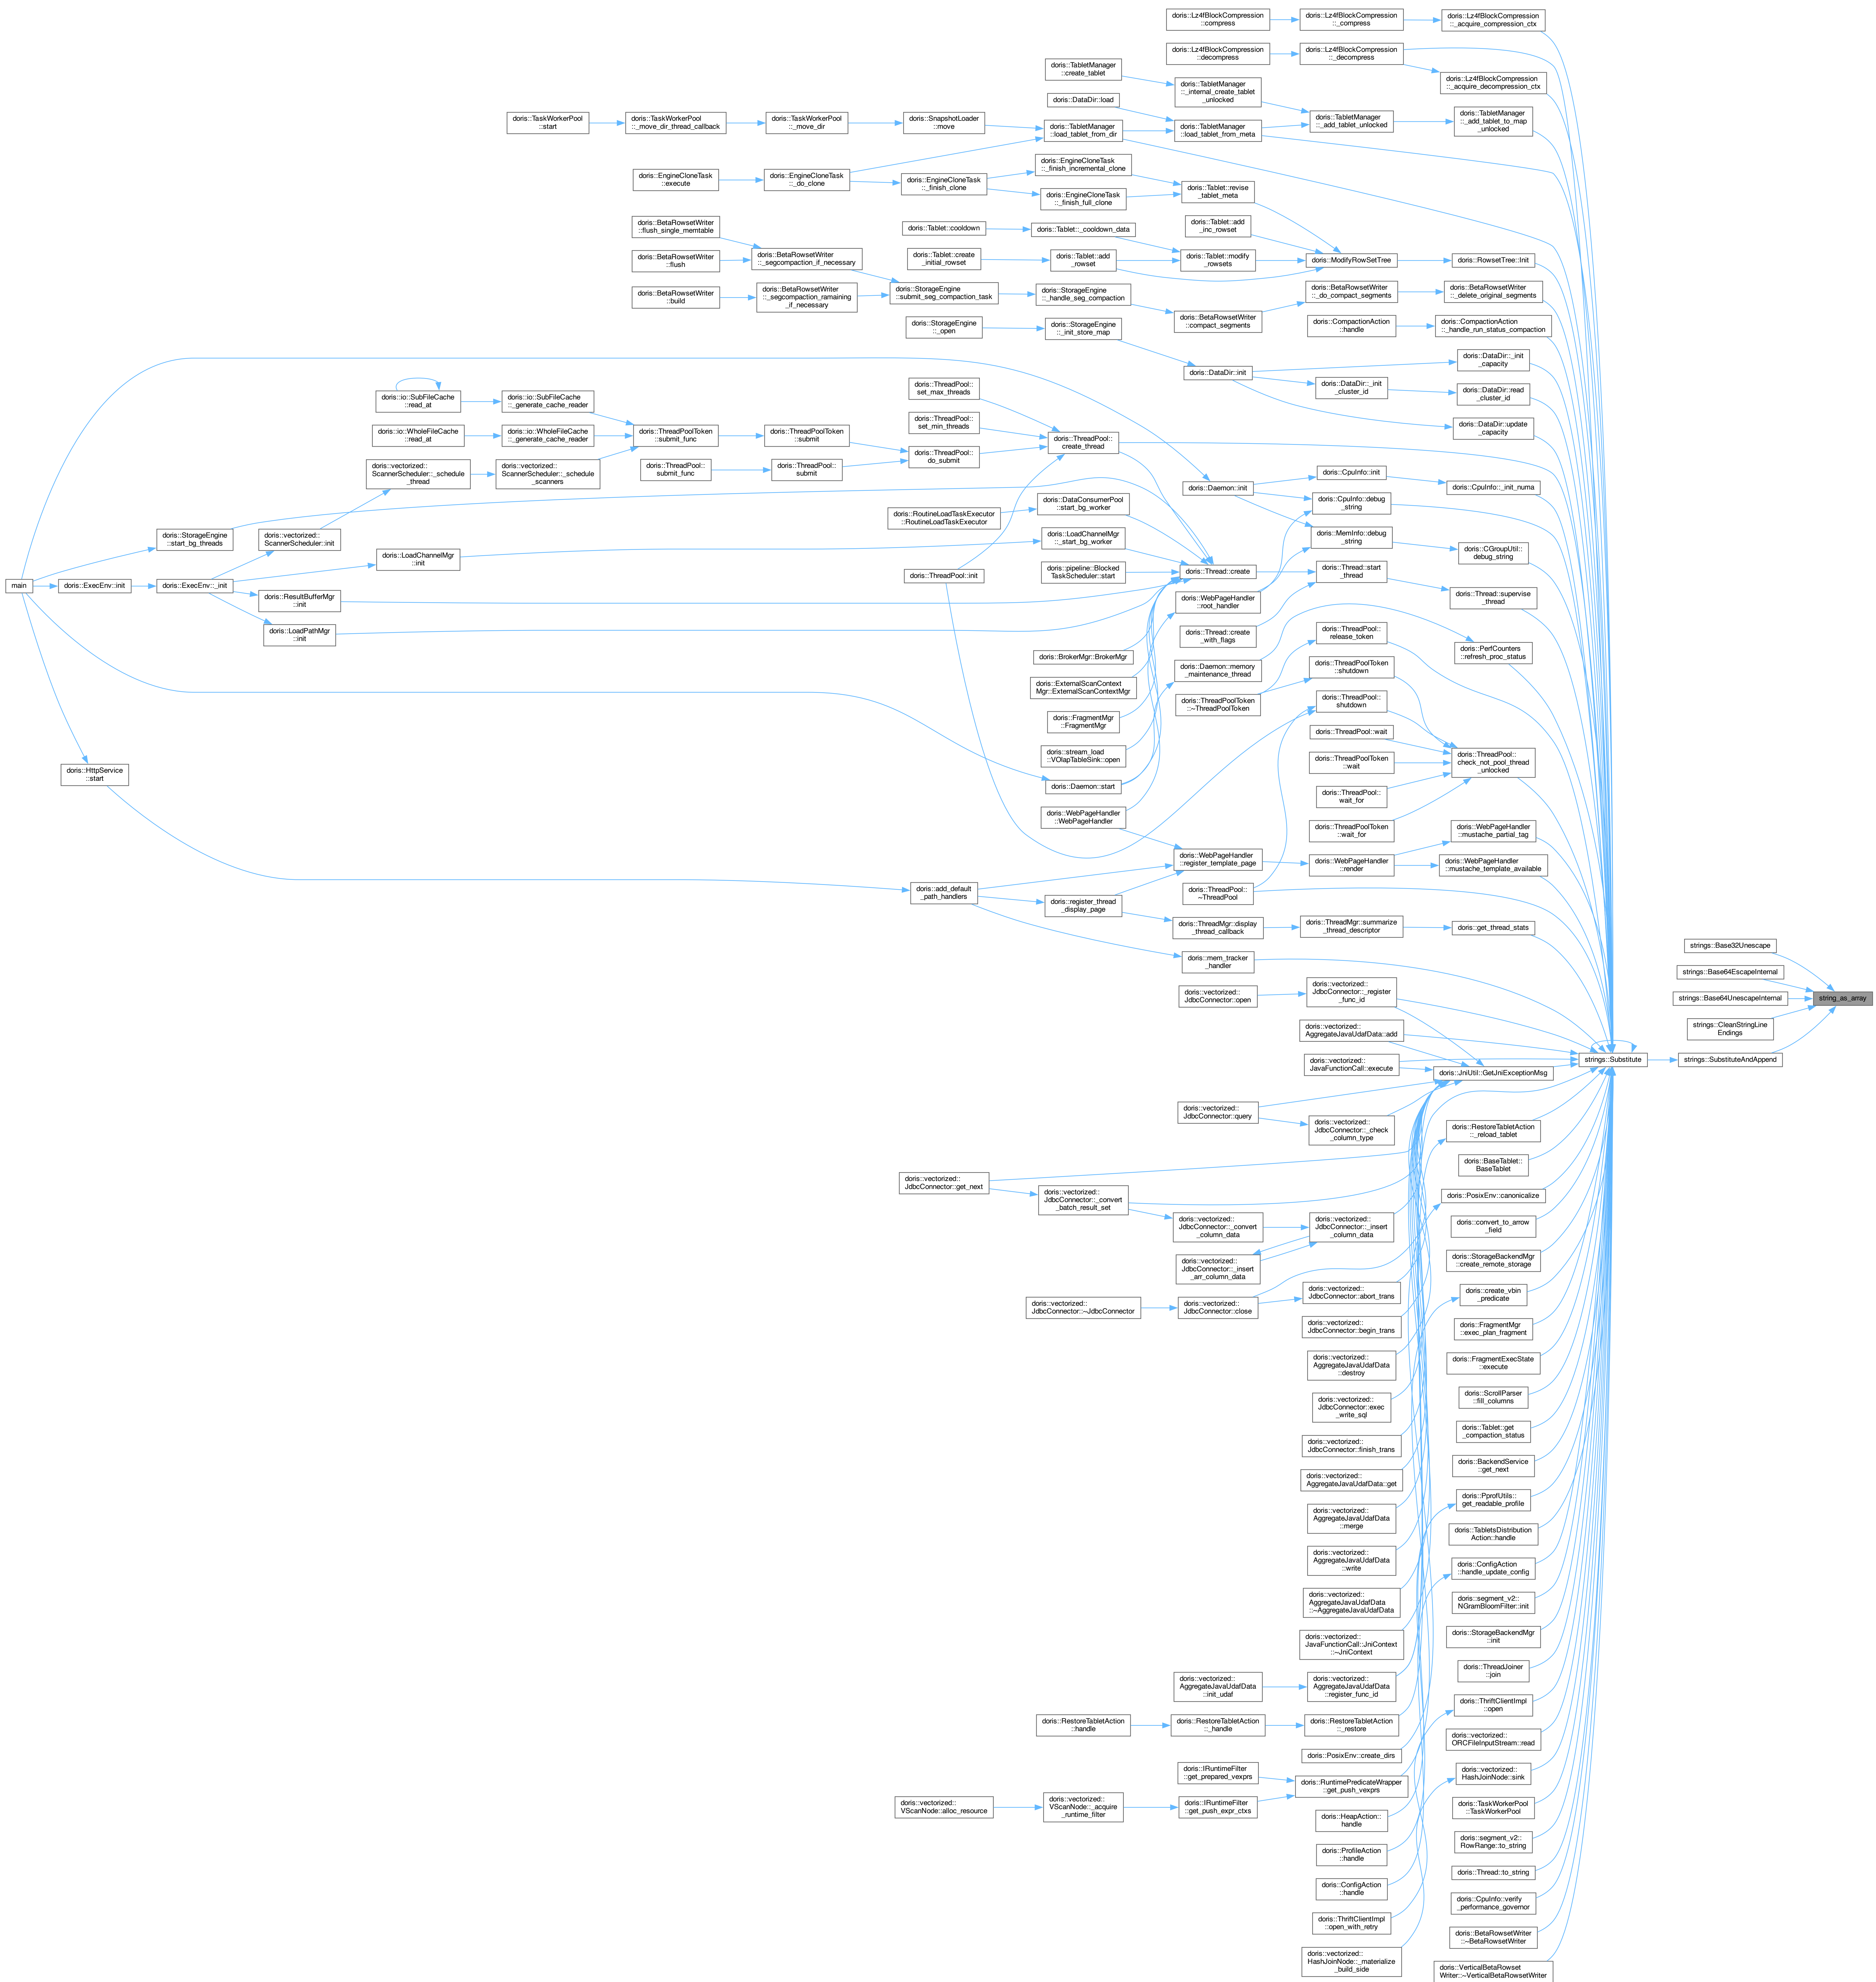 doris::Lz4fBlockCompression
::compress
doris::Lz4fBlockCompression
::_compress
doris::Lz4fBlockCompression
::_acquire_compression_ctx
doris::Lz4fBlockCompression
::decompress
doris::Lz4fBlockCompression
::_decompress
doris::Lz4fBlockCompression
::_acquire_decompression_ctx
doris::TabletManager
::create_tablet
doris::TabletManager
::_internal_create_tablet
_unlocked
doris::DataDir::load
doris::TabletManager
::_add_tablet_unlocked
doris::TabletManager
::_add_tablet_to_map
_unlocked
doris::TaskWorkerPool
::start
doris::TaskWorkerPool
::_move_dir_thread_callback
doris::TaskWorkerPool
::_move_dir
doris::SnapshotLoader
::move
doris::TabletManager
::load_tablet_from_dir
doris::TabletManager
::load_tablet_from_meta
doris::EngineCloneTask
::execute
doris::EngineCloneTask
::_do_clone
doris::EngineCloneTask
::_finish_clone
doris::EngineCloneTask
::_finish_incremental_clone
doris::EngineCloneTask
::_finish_full_clone
doris::Tablet::revise
_tablet_meta
doris::Tablet::add
_inc_rowset
doris::BetaRowsetWriter
::flush_single_memtable
doris::Tablet::cooldown
doris::Tablet::_cooldown_data
doris::BetaRowsetWriter
::flush
doris::BetaRowsetWriter
::_segcompaction_if_necessary
doris::Tablet::create
_initial_rowset
doris::Tablet::add
_rowset
doris::Tablet::modify
_rowsets
doris::ModifyRowSetTree
doris::RowsetTree::Init
doris::BetaRowsetWriter
::build
doris::BetaRowsetWriter
::_segcompaction_ramaining
_if_necessary
doris::StorageEngine
::submit_seg_compaction_task
doris::StorageEngine
::_handle_seg_compaction
doris::BetaRowsetWriter
::compact_segments
doris::BetaRowsetWriter
::_do_compact_segments
doris::BetaRowsetWriter
::_delete_original_segments
doris::CompactionAction
::handle
doris::CompactionAction
::_handle_run_status_compaction
doris::StorageEngine
::_open
doris::StorageEngine
::_init_store_map
doris::DataDir::init
doris::DataDir::_init
_capacity
doris::DataDir::_init
_cluster_id
doris::DataDir::read
_cluster_id
doris::DataDir::update
_capacity
doris::io::SubFileCache
::read_at
doris::io::SubFileCache
::_generate_cache_reader
doris::ThreadPool::
set_max_threads
doris::ThreadPool::
set_min_threads
doris::io::WholeFileCache
::read_at
doris::io::WholeFileCache
::_generate_cache_reader
doris::ThreadPoolToken
::submit_func
doris::ThreadPoolToken
::submit
doris::ThreadPool::
do_submit
doris::ThreadPool::
create_thread
doris::vectorized::
ScannerScheduler::_schedule
_thread
doris::vectorized::
ScannerScheduler::_schedule
_scanners
doris::ThreadPool::
submit_func
doris::ThreadPool::
submit
doris::Daemon::init
doris::CpuInfo::init
doris::CpuInfo::_init_numa
doris::CpuInfo::debug
_string
doris::DataConsumerPool
::start_bg_worker
doris::RoutineLoadTaskExecutor
::RoutineLoadTaskExecutor
doris::MemInfo::debug
_string
doris::CGroupUtil::
debug_string
doris::StorageEngine
::start_bg_threads
doris::vectorized::
ScannerScheduler::init
doris::LoadChannelMgr
::init
doris::LoadChannelMgr
::_start_bg_worker
doris::pipeline::Blocked
TaskScheduler::start
doris::Thread::create
doris::Thread::start
_thread
doris::Thread::supervise
_thread
main
doris::ExecEnv::init
doris::ExecEnv::_init
doris::ResultBufferMgr
::init
doris::LoadPathMgr
::init
doris::ThreadPool::init
doris::WebPageHandler
::root_handler
doris::Thread::create
_with_flags
doris::ThreadPool::
release_token
doris::PerfCounters
::refresh_proc_status
doris::BrokerMgr::BrokerMgr
doris::Daemon::memory
_maintenance_thread
doris::ThreadPoolToken
::shutdown
doris::ExternalScanContext
Mgr::ExternalScanContextMgr
doris::ThreadPoolToken
::~ThreadPoolToken
doris::ThreadPool::
shutdown
doris::FragmentMgr
::FragmentMgr
doris::ThreadPool::wait
doris::stream_load
::VOlapTableSink::open
doris::ThreadPoolToken
::wait
doris::ThreadPool::
check_not_pool_thread
_unlocked
doris::HttpService
::start
doris::Daemon::start
doris::ThreadPool::
wait_for
doris::WebPageHandler
::WebPageHandler
doris::ThreadPoolToken
::wait_for
doris::WebPageHandler
::mustache_partial_tag
doris::WebPageHandler
::register_template_page
doris::WebPageHandler
::render
doris::WebPageHandler
::mustache_template_available
doris::add_default
_path_handlers
doris::register_thread
_display_page
doris::ThreadPool::
~ThreadPool
doris::ThreadMgr::display
_thread_callback
doris::ThreadMgr::summarize
_thread_descriptor
doris::get_thread_stats
doris::mem_tracker
_handler
strings::Base32Unescape
strings::Base64EscapeInternal
strings::Base64UnescapeInternal
string_as_array
strings::CleanStringLine
Endings
strings::SubstituteAndAppend
strings::Substitute
doris::vectorized::
JdbcConnector::open
doris::vectorized::
JdbcConnector::_register
_func_id
doris::vectorized::
AggregateJavaUdafData::add
doris::vectorized::
JavaFunctionCall::execute
doris::JniUtil::GetJniExceptionMsg
doris::vectorized::
JdbcConnector::query
doris::vectorized::
JdbcConnector::_check
_column_type
doris::RestoreTabletAction
::_reload_tablet
doris::BaseTablet::
BaseTablet
doris::vectorized::
JdbcConnector::get_next
doris::vectorized::
JdbcConnector::_convert
_batch_result_set
doris::PosixEnv::canonicalize
doris::vectorized::
JdbcConnector::_convert
_column_data
doris::vectorized::
JdbcConnector::_insert
_column_data
doris::convert_to_arrow
_field
doris::vectorized::
JdbcConnector::_insert
_arr_column_data
doris::StorageBackendMgr
::create_remote_storage
doris::vectorized::
JdbcConnector::~JdbcConnector
doris::vectorized::
JdbcConnector::close
doris::vectorized::
JdbcConnector::abort_trans
doris::create_vbin
_predicate
doris::vectorized::
JdbcConnector::begin_trans
doris::FragmentMgr
::exec_plan_fragment
doris::vectorized::
AggregateJavaUdafData
::destroy
doris::FragmentExecState
::execute
doris::vectorized::
JdbcConnector::exec
_write_sql
doris::ScrollParser
::fill_columns
doris::vectorized::
JdbcConnector::finish_trans
doris::Tablet::get
_compaction_status
doris::vectorized::
AggregateJavaUdafData::get
doris::BackendService
::get_next
doris::vectorized::
AggregateJavaUdafData
::merge
doris::PprofUtils::
get_readable_profile
doris::TabletsDistribution
Action::handle
doris::vectorized::
AggregateJavaUdafData
::write
doris::ConfigAction
::handle_update_config
doris::vectorized::
AggregateJavaUdafData
::~AggregateJavaUdafData
doris::segment_v2::
NGramBloomFilter::init
doris::vectorized::
JavaFunctionCall::JniContext
::~JniContext
doris::StorageBackendMgr
::init
doris::ThreadJoiner
::join
doris::vectorized::
AggregateJavaUdafData
::init_udaf
doris::vectorized::
AggregateJavaUdafData
::register_func_id
doris::ThriftClientImpl
::open
doris::RestoreTabletAction
::handle
doris::RestoreTabletAction
::_handle
doris::RestoreTabletAction
::_restore
doris::vectorized::
ORCFileInputStream::read
doris::PosixEnv::create_dirs
doris::IRuntimeFilter
::get_prepared_vexprs
doris::RuntimePredicateWrapper
::get_push_vexprs
doris::vectorized::
HashJoinNode::sink
doris::vectorized::
VScanNode::alloc_resource
doris::vectorized::
VScanNode::_acquire
_runtime_filter
doris::IRuntimeFilter
::get_push_expr_ctxs
doris::TaskWorkerPool
::TaskWorkerPool
doris::HeapAction::
handle
doris::segment_v2::
RowRange::to_string
doris::ProfileAction
::handle
doris::Thread::to_string
doris::ConfigAction
::handle
doris::CpuInfo::verify
_performance_governor
doris::ThriftClientImpl
::open_with_retry
doris::BetaRowsetWriter
::~BetaRowsetWriter
doris::vectorized::
HashJoinNode::_materialize
_build_side
doris::VerticalBetaRowset
Writer::~VerticalBetaRowsetWriter